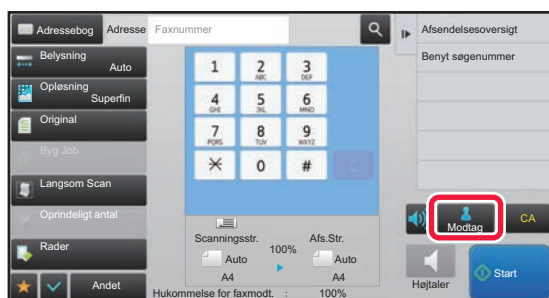 Adressebog
Adresse
Faxnummer
Belysning
Auto
Opløsning
Superfin
Original
Byg Job
Langsom Scan
Oprindeligt antal
Rader
Andet
1
2 ABC
3 DEF
4 GHI
5 JKL
6 MNO
7 PQRS
8 TUV
9 WXYZ
0
#
C
Scanningsstr.
100%
Afs.Str.
Auto
Auto
A4
A4
Hukommelse for faxmodt. : 100%
Afsendelsesoversigt
Benyt søgenummer
Modtag
CA
Højtaler
Start